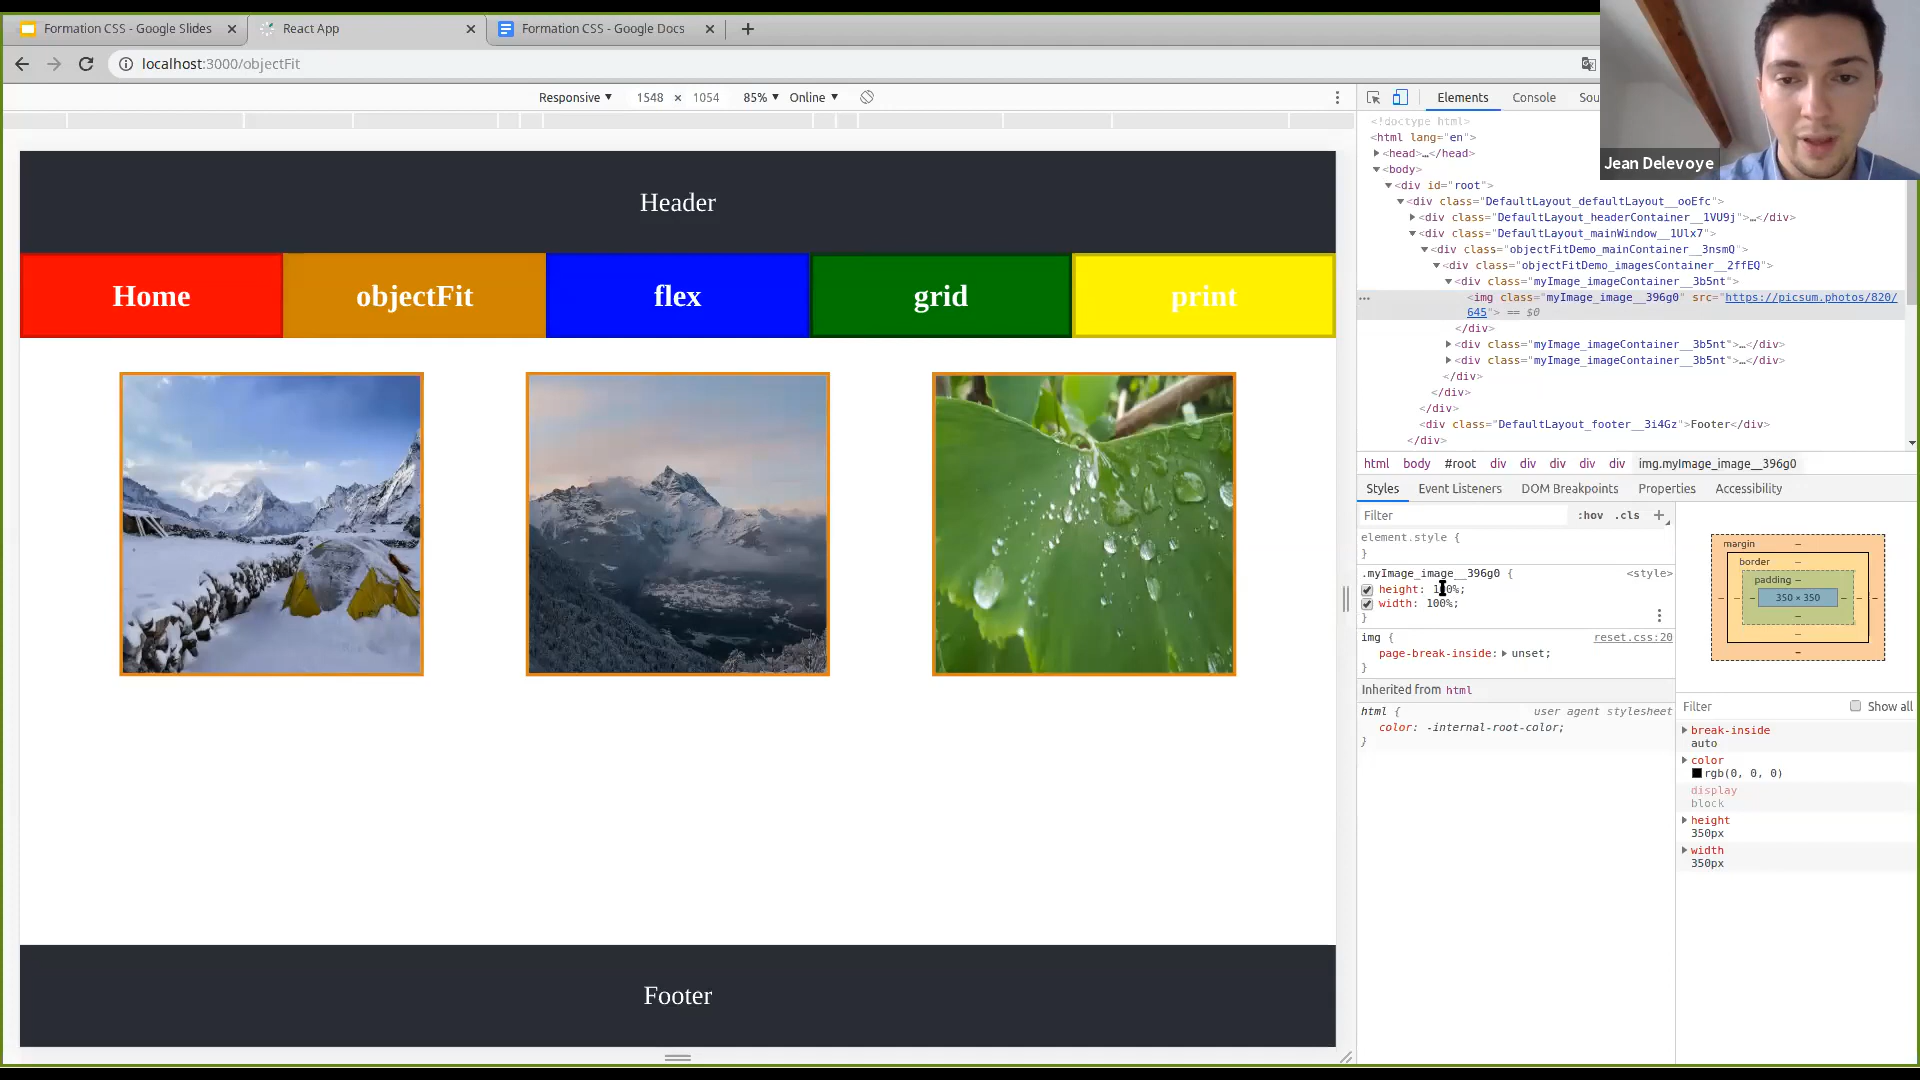 Formation CSS - Google Slides
React App
Formation CSS - Google Docs
localhost:3000/objectFit
Responsive
1548 × 1054
85%
Online
Elements
Console
Sou
Jean Delevoye
Header
Home
objectFit
flex
grid
print
Footer
<!doctype html>
<html lang="en">
<head>…</head>
<body>
<div id="root">
<div class="DefaultLayout_defaultLayout__ooEfc">
<div class="DefaultLayout_headerContainer__1VU9j">…</div>
<div class="DefaultLayout_mainWindow__1Ulx7">
<div class="objectFitDemo_mainContainer__3nsmQ">
<div class="objectFitDemo_imagesContainer__2ffEQ">
<div class="myImage_imageContainer__3b5nt">
<img class="myImage_image__396g0" src="https://picsum.photos/820/
645"> == $0
</div>
<div class="myImage_imageContainer__3b5nt">…</div>
<div class="myImage_imageContainer__3b5nt">…</div>
</div>
</div>
</div>
<div class="DefaultLayout_footer__3i4Gz">Footer</div>
</div>
html body #root div div div div div img.myImage_image__396g0
Styles
Event Listeners
DOM Breakpoints
Properties
Accessibility
Filter
:hov .cls +
element.style {
}
.myImage_image__396g0 {
<style>
height: 100%;
width: 100%;
}
img {
reset.css:20
page-break-inside: unset;
}
Inherited from html
html {
user agent stylesheet
color: -internal-root-color;
}
margin –
border –
padding –
350 × 350
Filter
Show all
break-inside
auto
color
rgb(0, 0, 0)
display
block
height
350px
width
350px